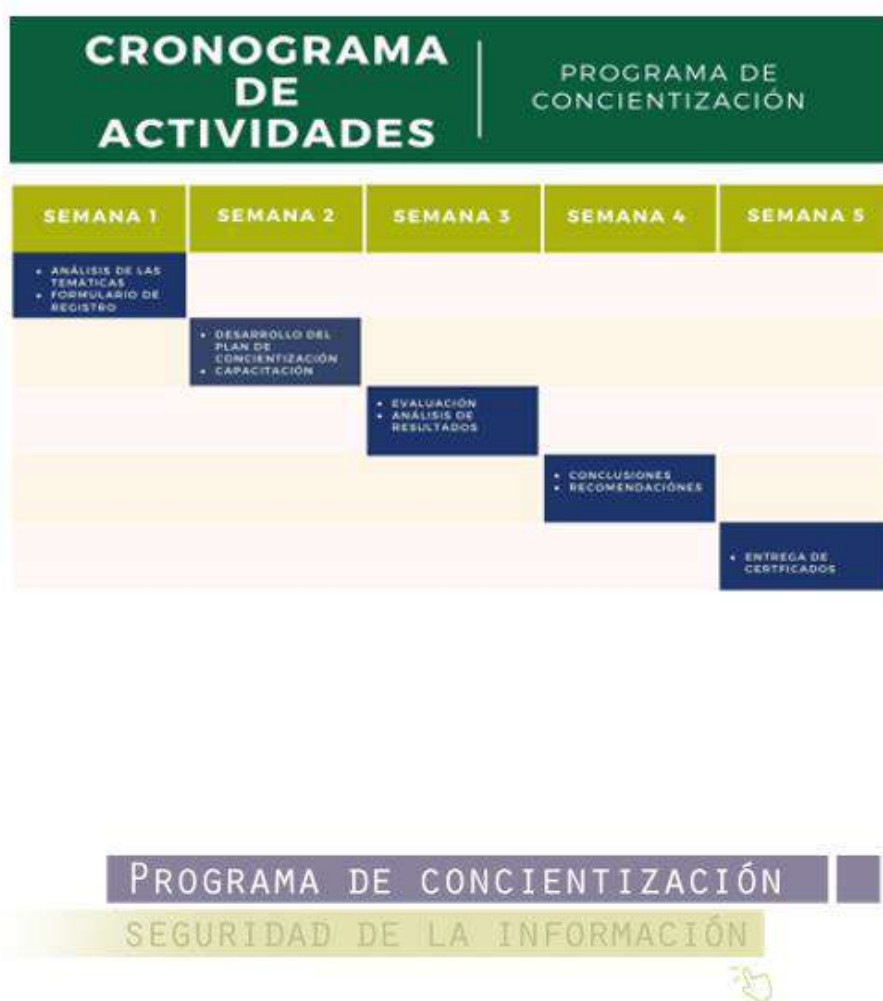 CRONOGRAMA
DE
ACTIVIDADES
PROGRAMA DE
CONCIENTIZACIÓN
SEMANA 1
SEMANA 2
SEMANA 3
SEMANA 4
SEMANA 5
• ANÁLISIS DE LAS
TEMÁTICAS
• FORMULARIO DE
REGISTRO
• DESARROLLO DEL
PLAN DE
CONCIENTIZACIÓN
• CAPACITACIÓN
• EVALUACIÓN
• ANÁLISIS DE
RESULTADOS
• CONCLUSIONES
• RECOMENDACIÓNES
• ENTREGA DE
CERTFICADOS
PROGRAMA DE CONCIENTIZACIÓN
SEGURIDAD DE LA INFORMACIÓN